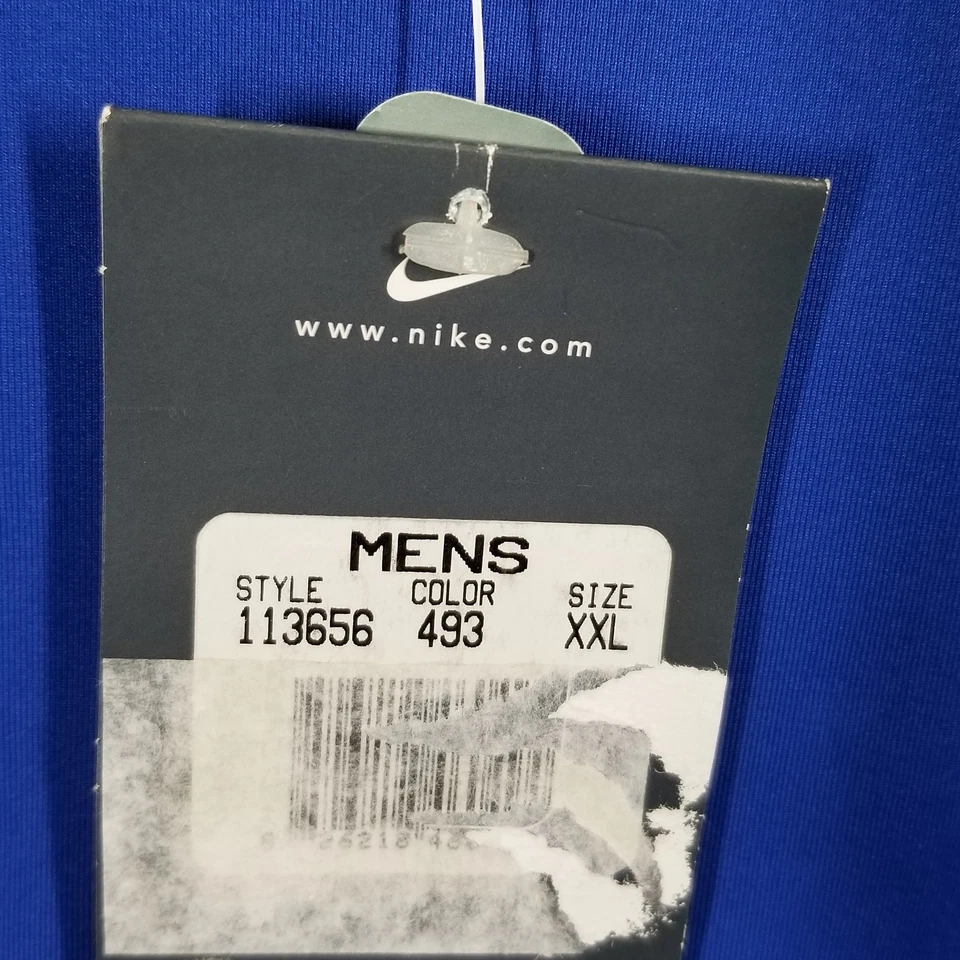 www.nike.com
MENS
STYLE COLOR SIZE
113656 493 XXL